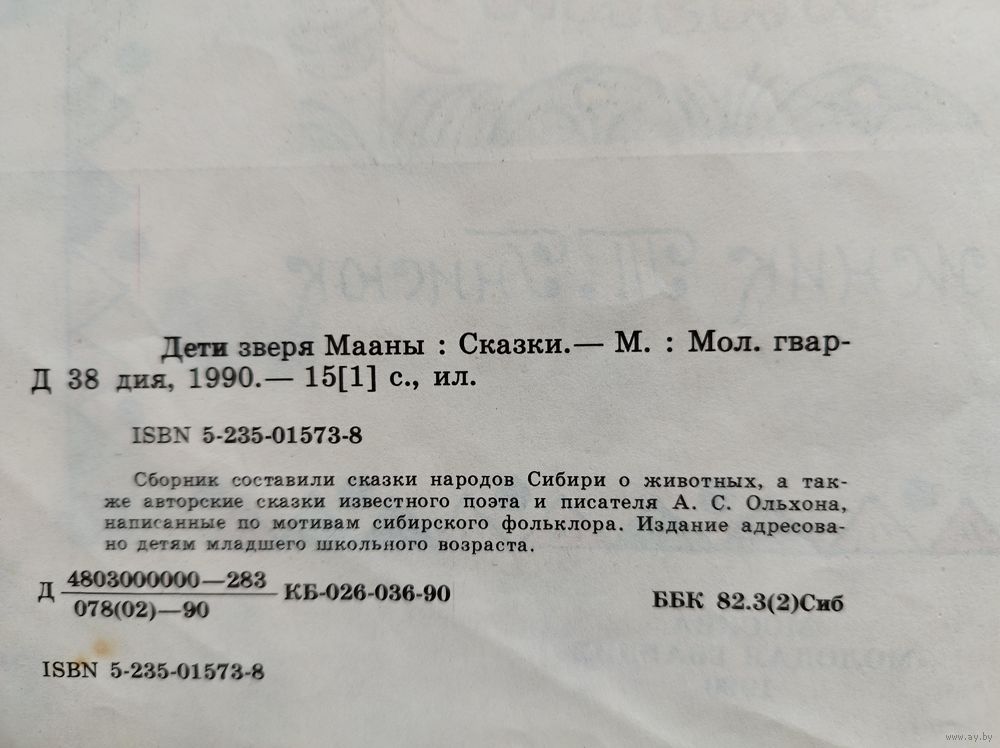 Дети зверя Мааны : Сказки.— М. : Мол. гвар-
Д 38 дия, 1990.— 15[1] с., ил.
ISBN 5-235-01573-8
Сборник составили сказки народов Сибири о животных, а так-
же авторские сказки известного поэта и писателя А. С. Ольхона,
написанные по мотивам сибирского фольклора. Издание адресова-
но детям младшего школьного возраста.
Д 4803000000—283 КБ-026-036-90
078(02)—90
ББК 82.3(2)Сиб
ISBN 5-235-01573-8
www.ay.by